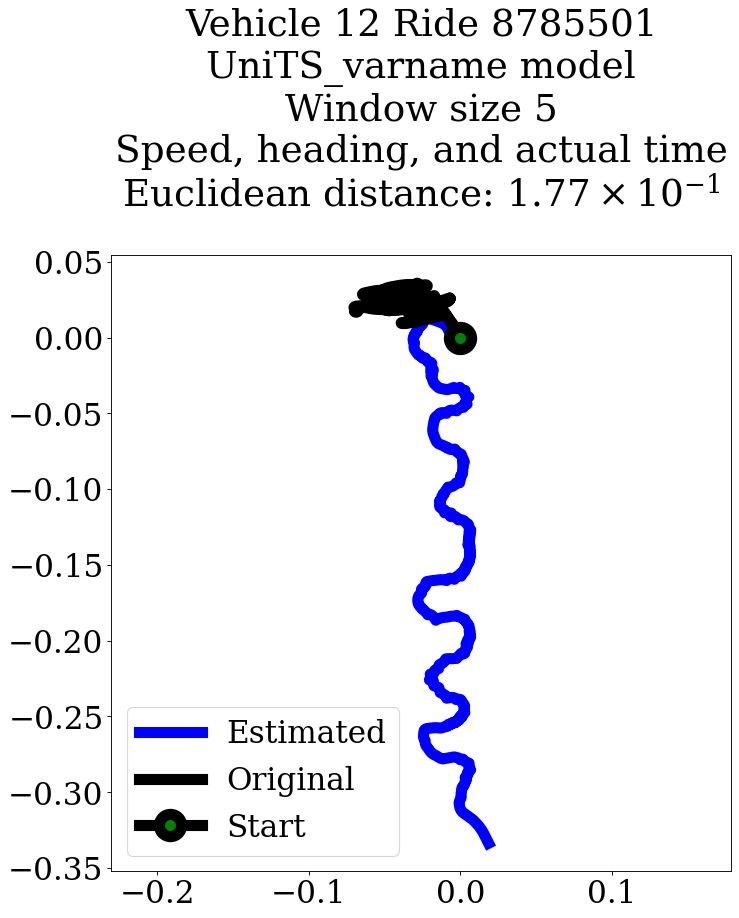 Vehicle 12 Ride 8785501
UniTS_varname model
Window size 5
Speed, heading, and actual time
Euclidean distance: 1.77 × 10⁻¹
0.05
0.00
−0.05
−0.10
−0.15
−0.20
−0.25
−0.30
−0.35
Estimated
Original
Start
−0.2 −0.1 0.0 0.1